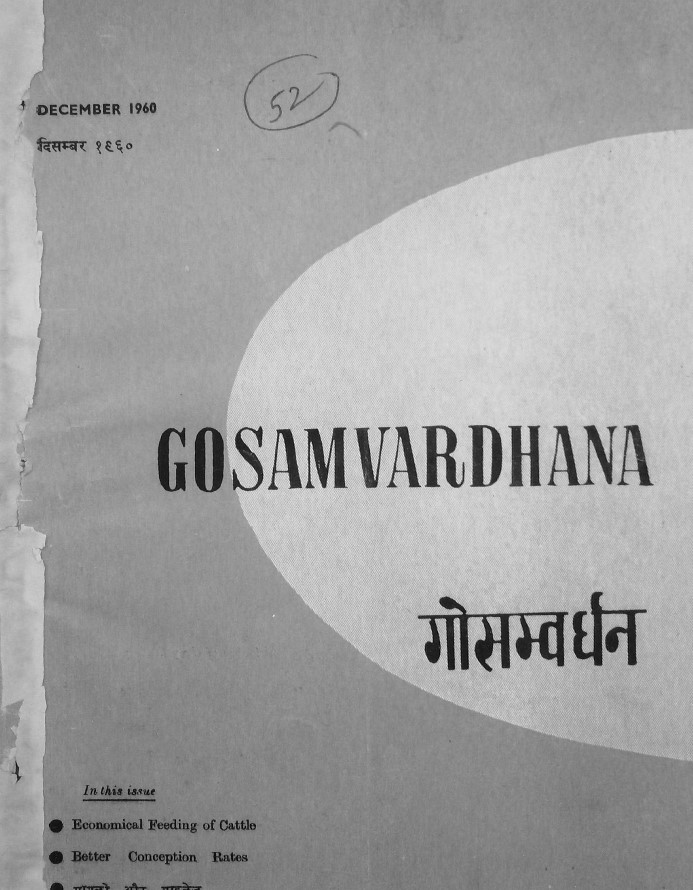 DECEMBER 1960
52
दिसम्बर १९६०
GOSAMVARDHANA
गोसम्वर्धन
In this issue
Economical Feeding of Cattle
Better Conception Rates